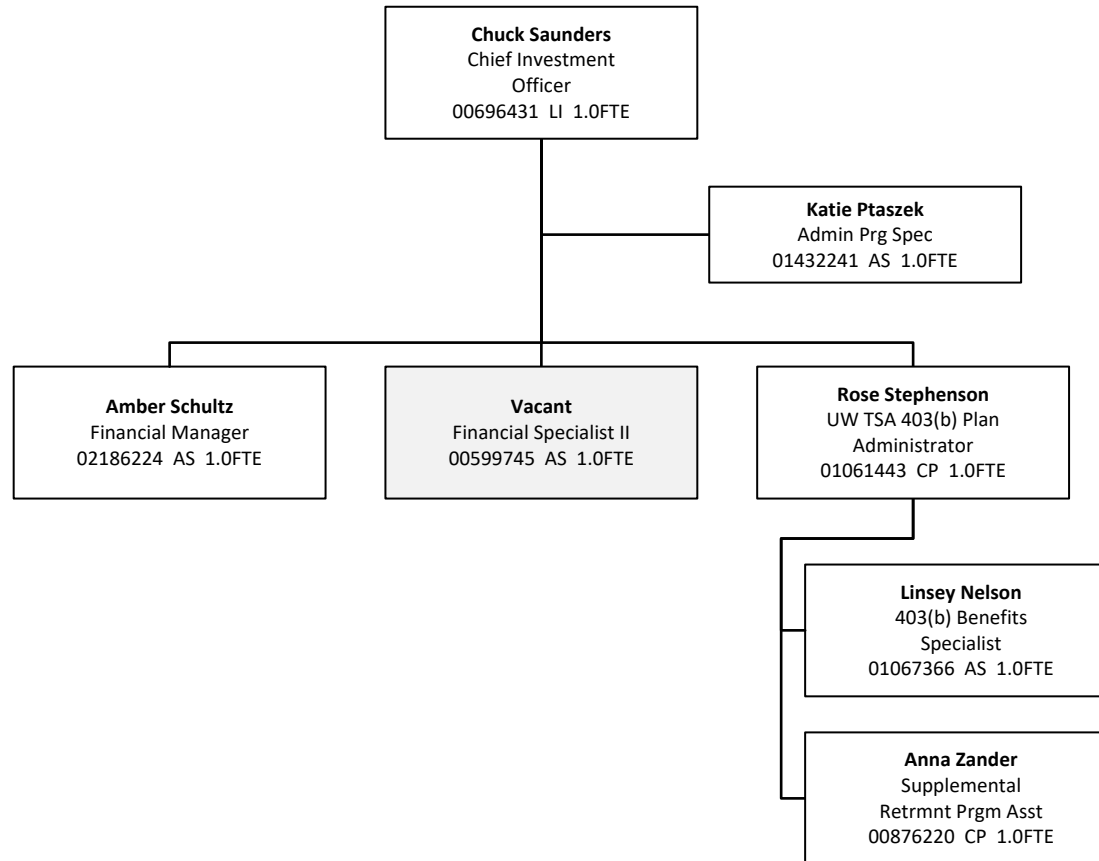 Chuck Saunders
Chief Investment
Officer
00696431 LI 1.0FTE
Katie Ptaszek
Admin Prg Spec
01432241 AS 1.0FTE
Amber Schultz
Financial Manager
02186224 AS 1.0FTE
Vacant
Financial Specialist II
00599745 AS 1.0FTE
Rose Stephenson
UW TSA 403(b) Plan
Administrator
01061443 CP 1.0FTE
Linsey Nelson
403(b) Benefits
Specialist
01067366 AS 1.0FTE
Anna Zander
Supplemental
Retrmnt Prgm Asst
00876220 CP 1.0FTE